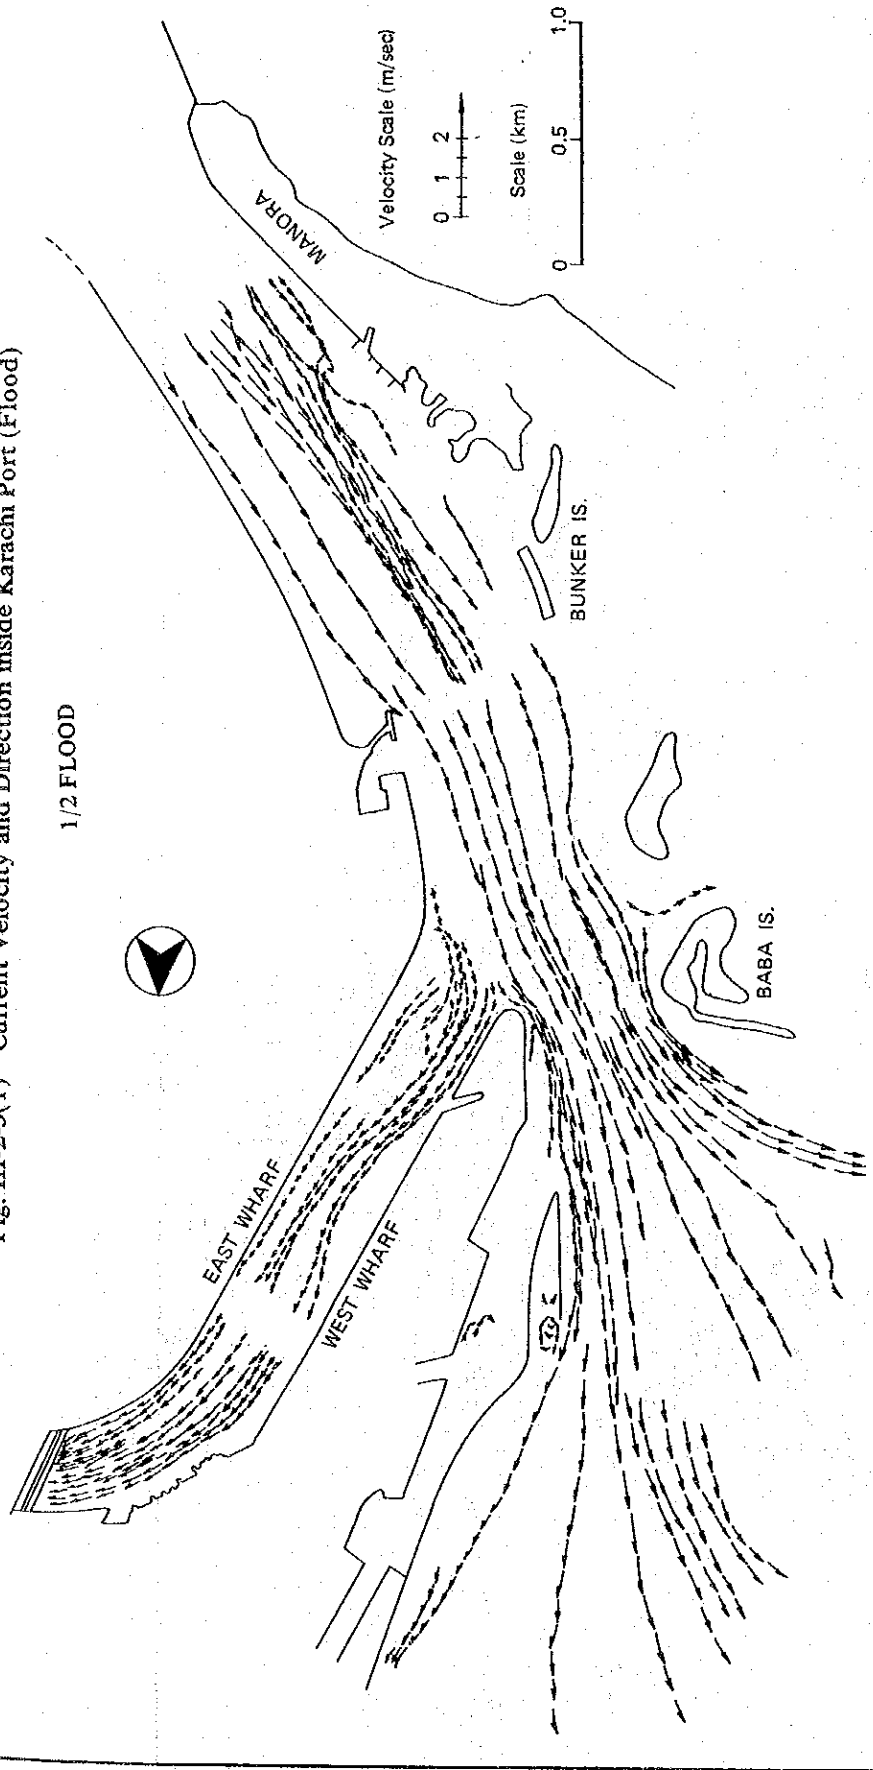 Fig. III-2-3(1) Current Velocity and Direction inside Karachi Port (Flood)
1/2 FLOOD
MANORA
Velocity Scale (m/sec)
0 1 2
Scale (km)
0 0.5 1.0
BUNKER IS.
BABA IS.
EAST WHARF
WEST WHARF